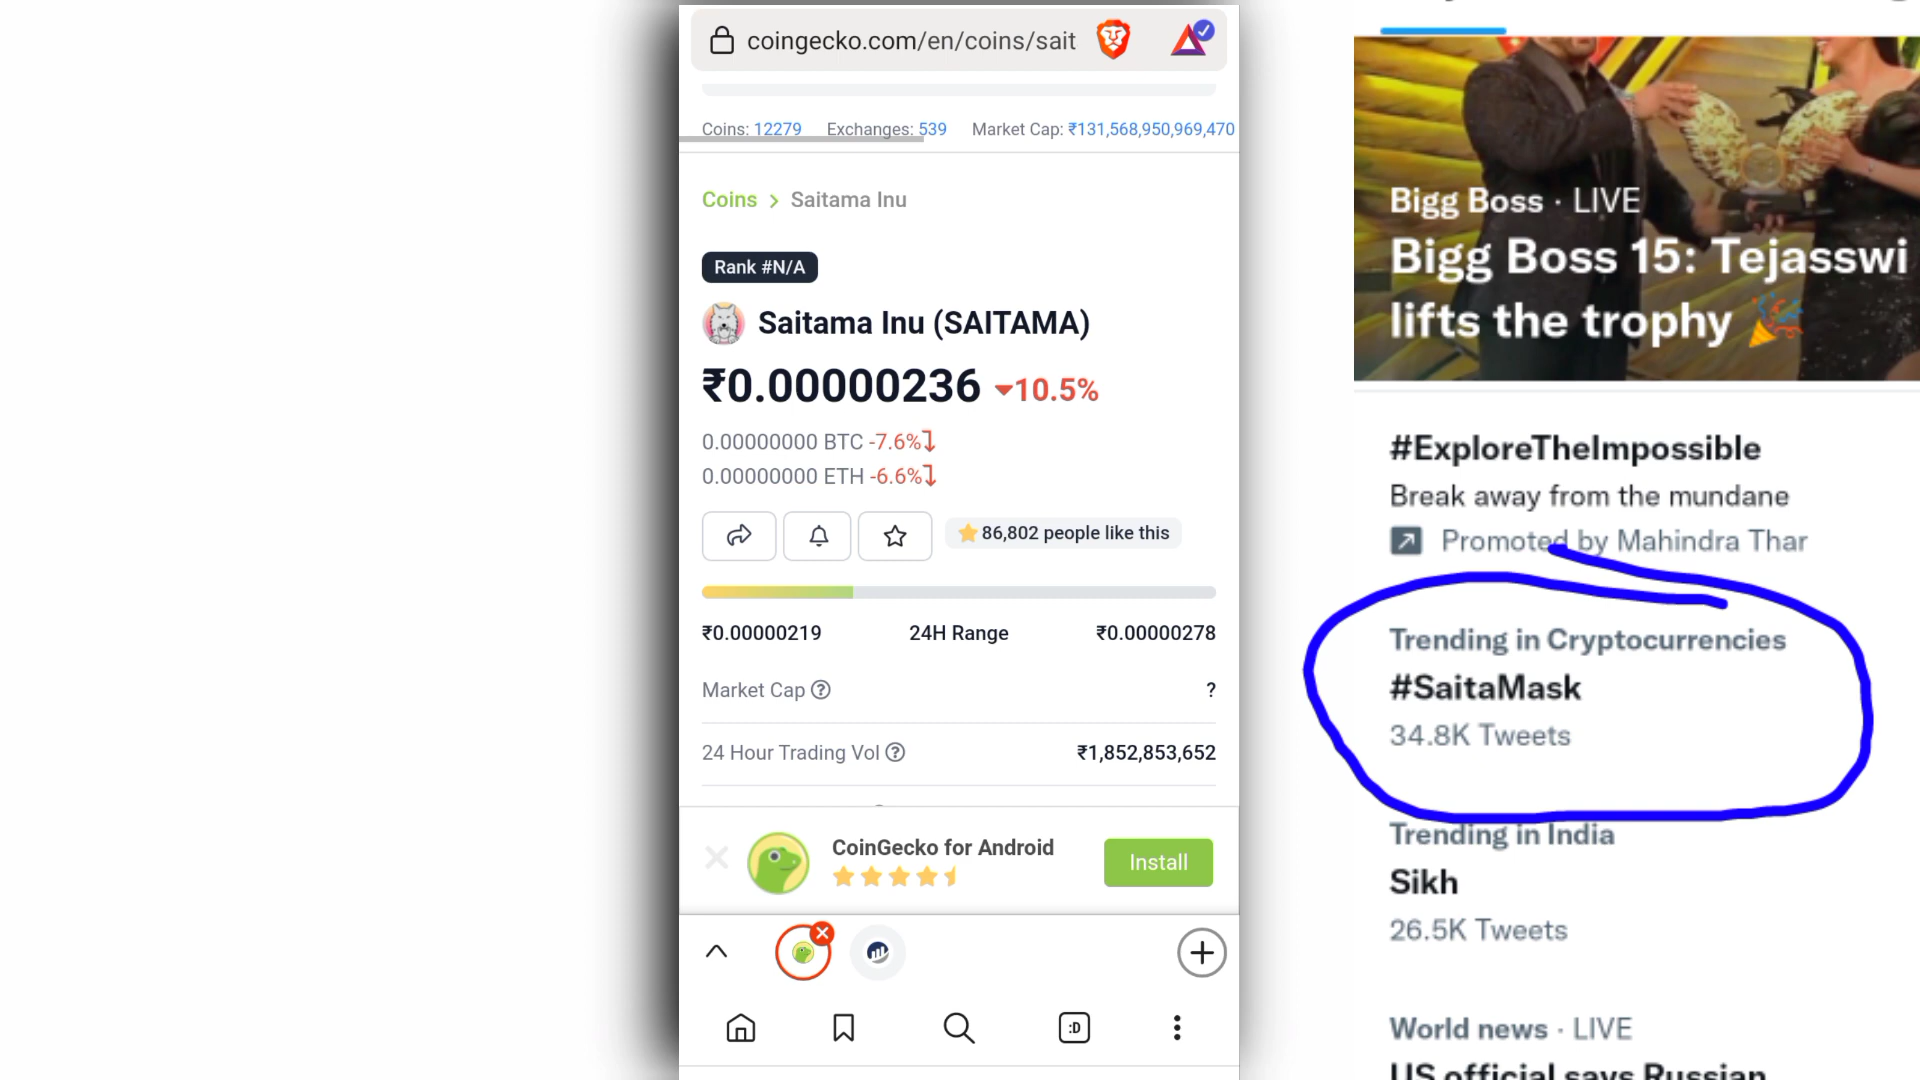 coingecko.com/en/coins/sait
Coins: 12279 Exchanges: 539 Market Cap: ₹131,568,950,969,470
Coins > Saitama Inu
Rank #N/A
Saitama Inu (SAITAMA)
₹0.00000236 10.5%
0.00000000 BTC -7.6%
0.00000000 ETH -6.6%
86,802 people like this
₹0.00000219 24H Range ₹0.00000278
Market Cap ?
24 Hour Trading Vol ₹1,852,853,652
CoinGecko for Android
Install
:D
Bigg Boss · LIVE
Bigg Boss 15: Tejasswi
lifts the trophy 🎉
#ExploreTheImpossible
Break away from the mundane
Promoted by Mahindra Thar
Trending in Cryptocurrencies
#SaitaMask
34.8K Tweets
Trending in India
Sikh
26.5K Tweets
World news · LIVE
US official says Russian